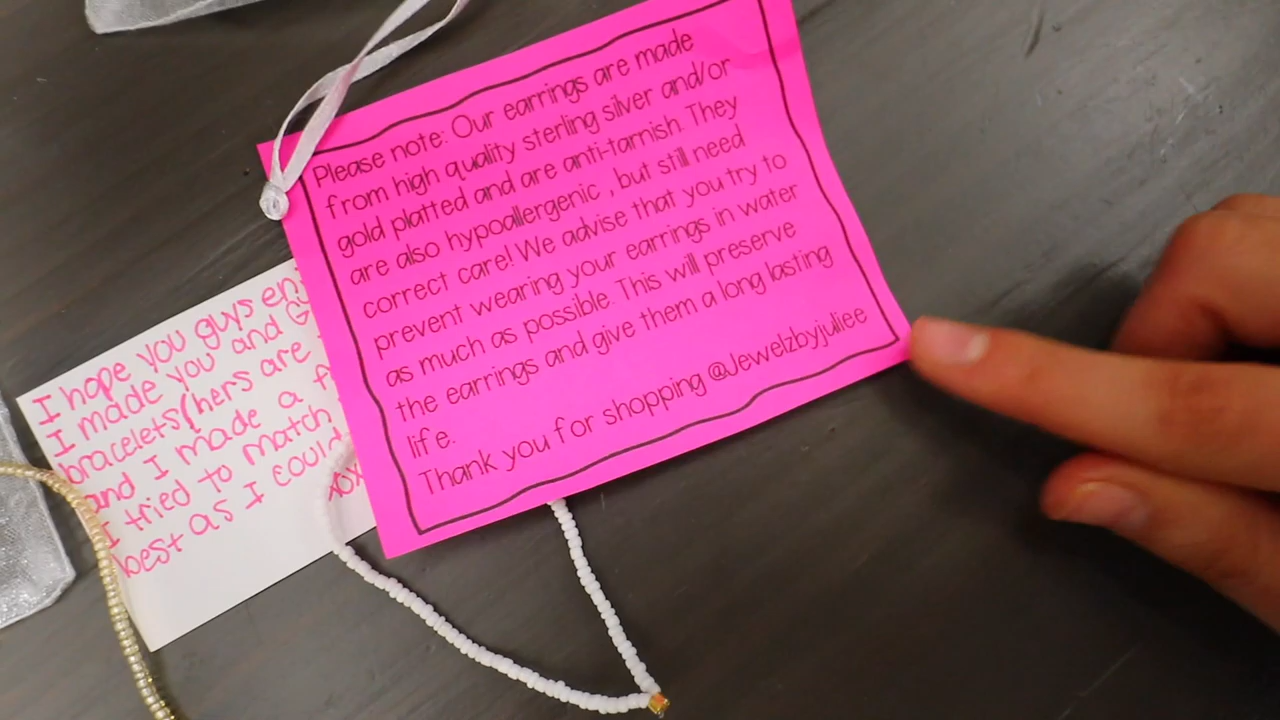 Please note: Our earrings are made
from high quality sterling silver and/or
gold platted and are anti-tarnish. They
are also hypoallergenic , but still need
correct care! We advise that you try to
prevent wearing your earrings in water
as much as possible. This will preserve
the earrings and give them a long lasting
life.
Thank you for shopping @Jewelzbyjuliee
I hope you guys
I made you and
bracelets(hers are
and I made a
I tried to match
best as I could
xox